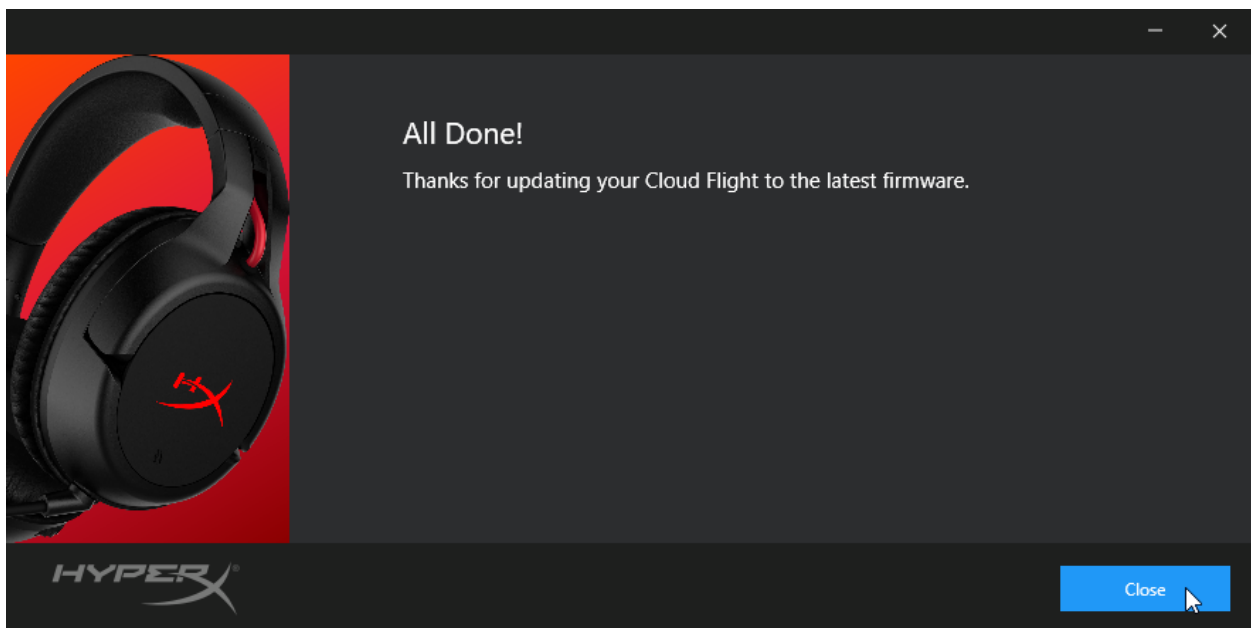 All Done!
Thanks for updating your Cloud Flight to the latest firmware.
HYPERX®
Close